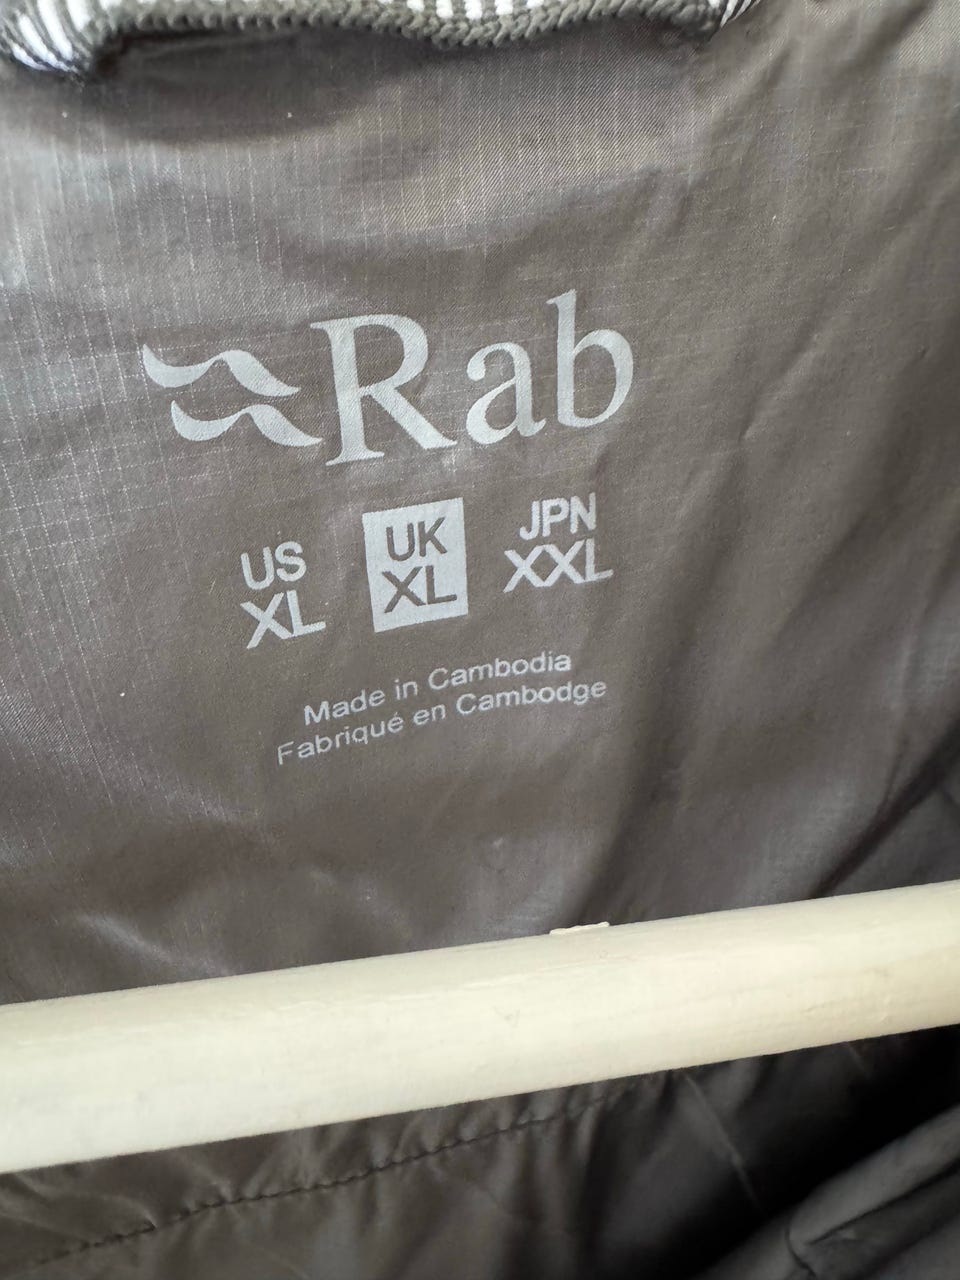 Rab
US UK JPN
XL XL XXL
Made in Cambodia
Fabriqué en Cambodge